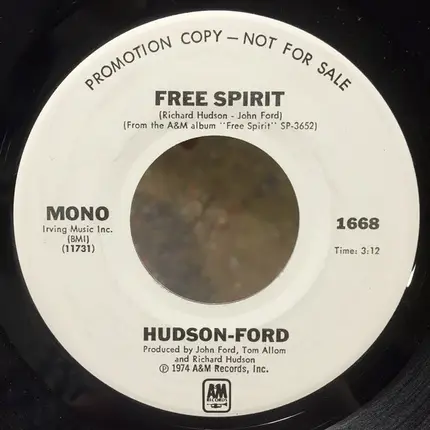 PROMOTION COPY — NOT FOR SALE
FREE SPIRIT
(Richard Hudson - John Ford)
(From the A&M album "Free Spirit" SP-3652)
MONO
Irving Music Inc.
(BMI)
(11731)
1668
Time: 3:12
HUDSON-FORD
Produced by John Ford, Tom Allom
and Richard Hudson
℗ 1974 A&M Records, Inc.
AM
RECORDS